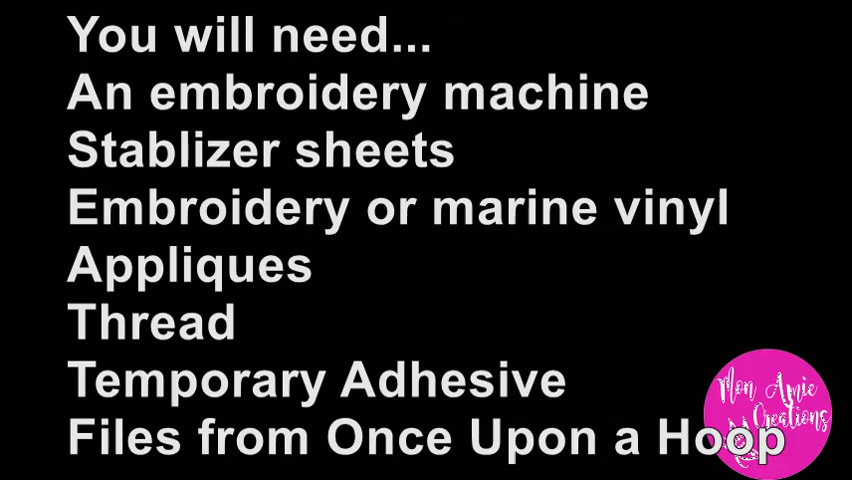 You will need...
An embroidery machine
Stablizer sheets
Embroidery or marine vinyl
Appliques
Thread
Temporary Adhesive
Files from Once Upon a Hoop
Mon Amie
Creations